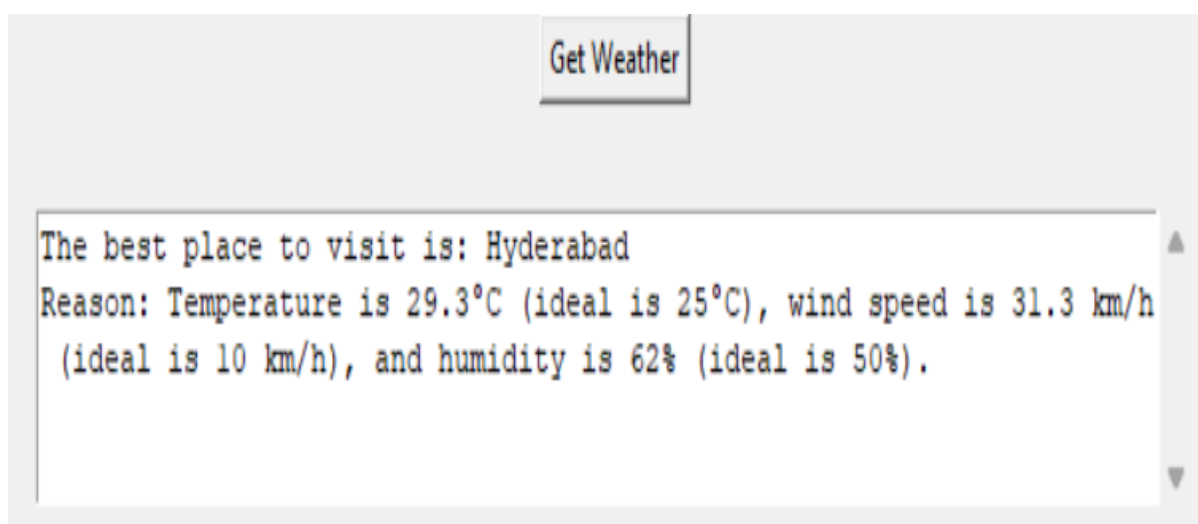 Get Weather
The best place to visit is: Hyderabad
Reason: Temperature is 29.3°C (ideal is 25°C), wind speed is 31.3 km/h
(ideal is 10 km/h), and humidity is 62% (ideal is 50%).